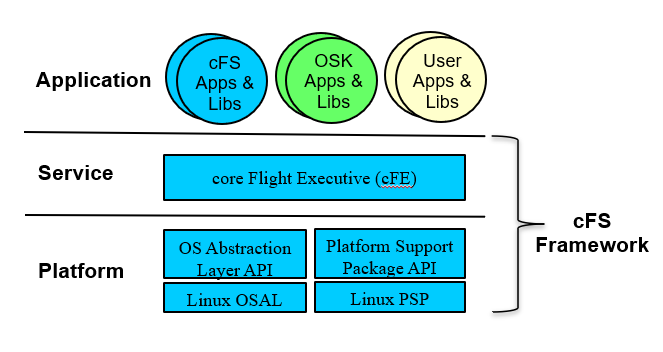 Application
cFS
Apps &
Libs
OSK
Apps &
Libs
User
Apps &
Libs
Service
core Flight Executive (cFE)
cFS
Framework
Platform
OS Abstraction
Layer API
Platform Support
Package API
Linux OSAL
Linux PSP